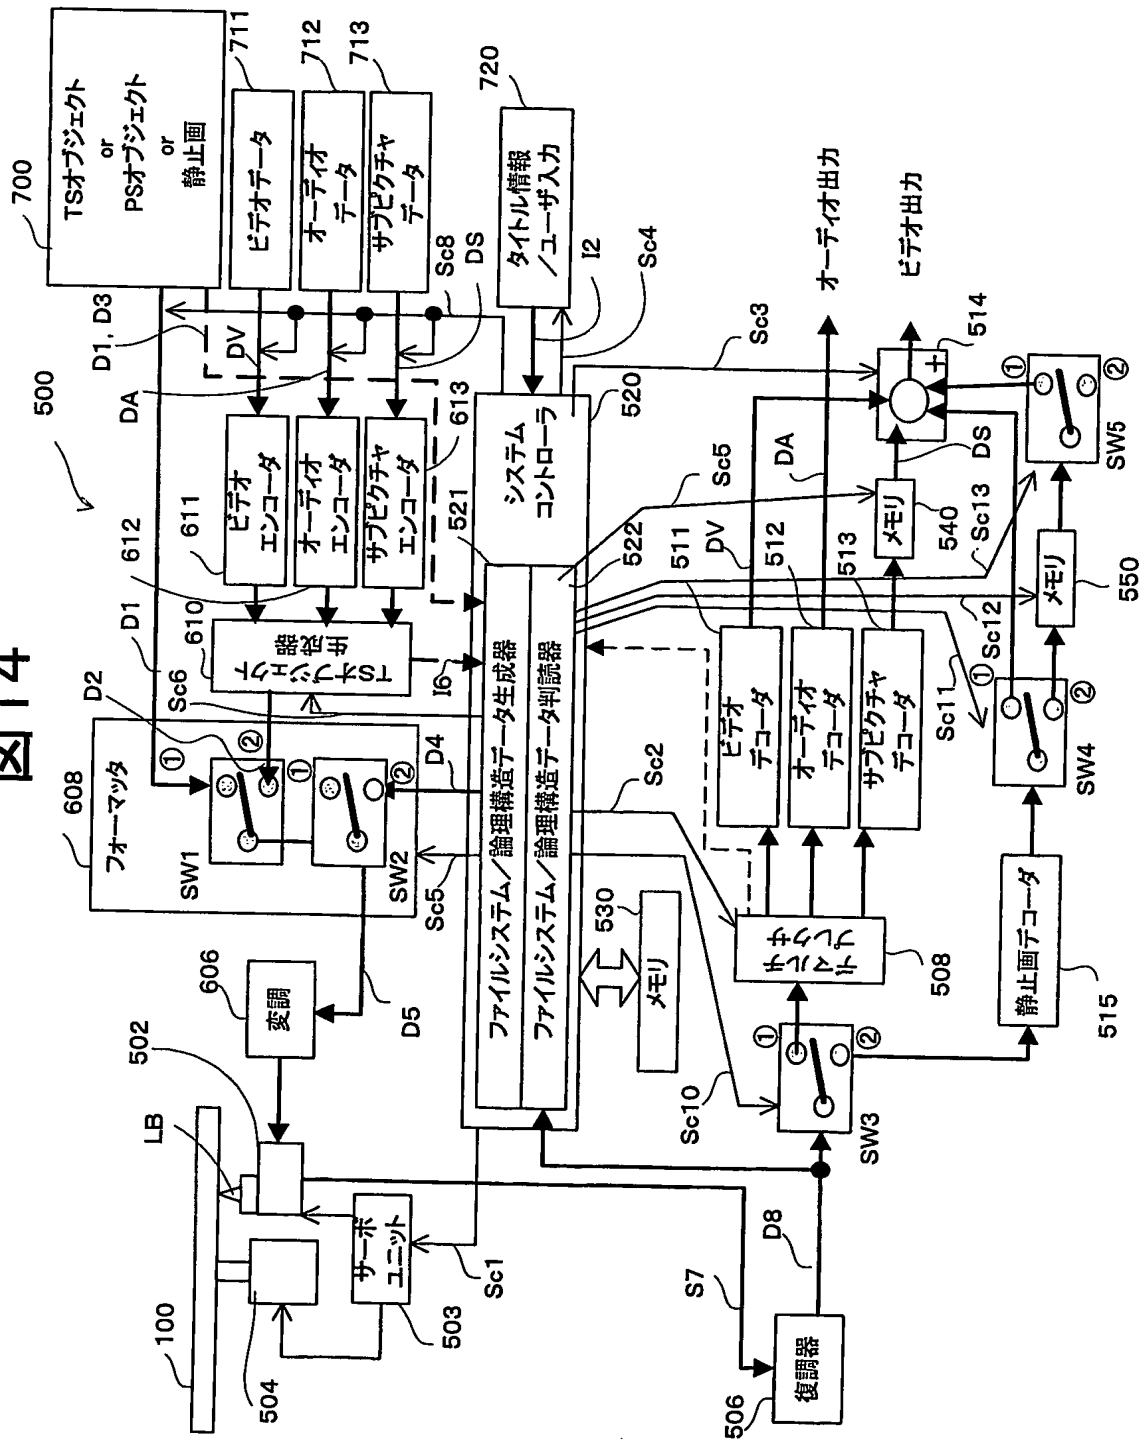 図14
500
700
TSオブジェクト
or
PSオブジェクト
or
静止画
711
ビデオデータ
712
オーディオ
データ
713
サブピクチャ
データ
720
タイトル情報
/ユーザ入力
D1, D3
DV
DA
DS
Sc8
I2
Sc4
611
ビデオ
エンコーダ
612
オーディオ
エンコーダ
613
サブピクチャ
エンコーダ
610
TSオブジェクト
生成器
D1
D2
Sc6
I6
608
フォーマッタ
SW1
①
②
SW2
①
②
D4
Sc5
D5
606
変調
502
LB
100
504
サーボ
ユニット
503
Sc1
520
システム
コントローラ
521
ファイルシステム/論理構造データ生成器
522
ファイルシステム/論理構造データ判読器
530
メモリ
Sc2
Sc10
Sc3
Sc5
S7
D8
506
復調器
SW3
①
②
508
デマルチ
プレクサ
511
ビデオ
デコーダ
512
オーディオ
デコーダ
513
サブピクチャ
デコーダ
DV
DA
DS
540
メモリ
514
+
オーディオ出力
ビデオ出力
515
静止画デコーダ
SW4
①
②
Sc11
Sc12
Sc13
550
メモリ
SW5
①
②